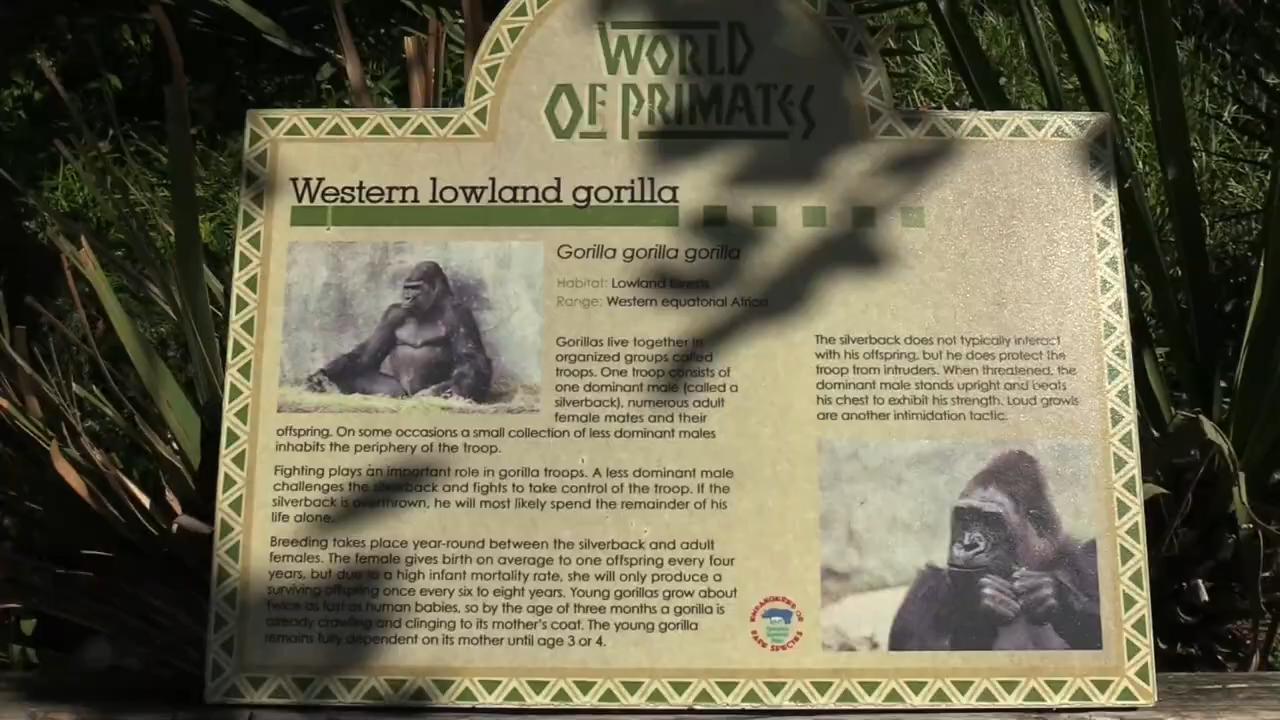 WORLD
OF PRIMATES
Western lowland gorilla
Gorilla gorilla gorilla
Habitat: Lowland forests
Range: Western equatorial Africa
Gorillas live together in
organized groups called
troops. One troop consists of
one dominant male (called a
silverback), numerous adult
female mates and their
offspring. On some occasions a small collection of less dominant males
inhabits the periphery of the troop.
Fighting plays an important role in gorilla troops. A less dominant male
challenges the silverback and fights to take control of the troop. If the
silverback is overthrown, he will most likely spend the remainder of his
life alone.
Breeding takes place year-round between the silverback and adult
females. The female gives birth on average to one offspring every four
years, but due to a high infant mortality rate, she will only produce a
surviving offspring once every six to eight years. Young gorillas grow about
twice as fast as human babies, so by the age of three months a gorilla is
already crawling and clinging to its mother's coat. The young gorilla
remains fully dependent on its mother until age 3 or 4.
The silverback does not typically interact
with his offspring, but he does protect the
troop from intruders. When threatened, the
dominant male stands upright and beats
his chest to exhibit his strength. Loud growls
are another intimidation tactic.
ENDANGERED OR
RARE SPECIES